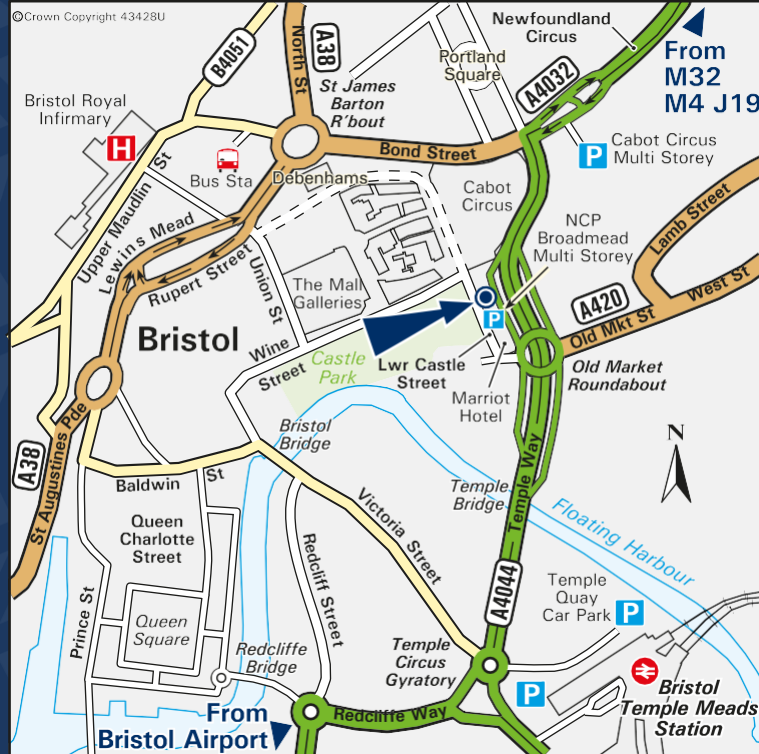 ©Crown Copyright 43428U
Newfoundland
Circus
From
M32
M4 J19
B4051
North St
A38
St James
Barton
R'bout
Portland
Square
A4032
Bristol Royal
Infirmary
H
Bus Sta
Debenhams
Bond Street
P
Cabot Circus
Multi Storey
Cabot
Circus
NCP
Broadmead
Multi Storey
Upper Maudlin St
Lewins Mead
Rupert Street
Union St
The Mall
Galleries
Lamb Street
West St
A420
Old Mkt St
P
Bristol
Wine
Street
Castle
Park
Lwr Castle
Street
Marriot
Hotel
Old Market
Roundabout
A38
St Augustines Pde
Bristol
Bridge
N
Baldwin St
Temple
Bridge
Temple Way
Floating Harbour
Queen
Charlotte
Street
Victoria Street
Redcliff Street
Prince St
Queen
Square
A4044
Temple
Quay
Car Park
P
Redcliffe
Bridge
Temple
Circus
Gyratory
P
Bristol
Temple Meads
Station
From
Bristol Airport
Redcliffe Way